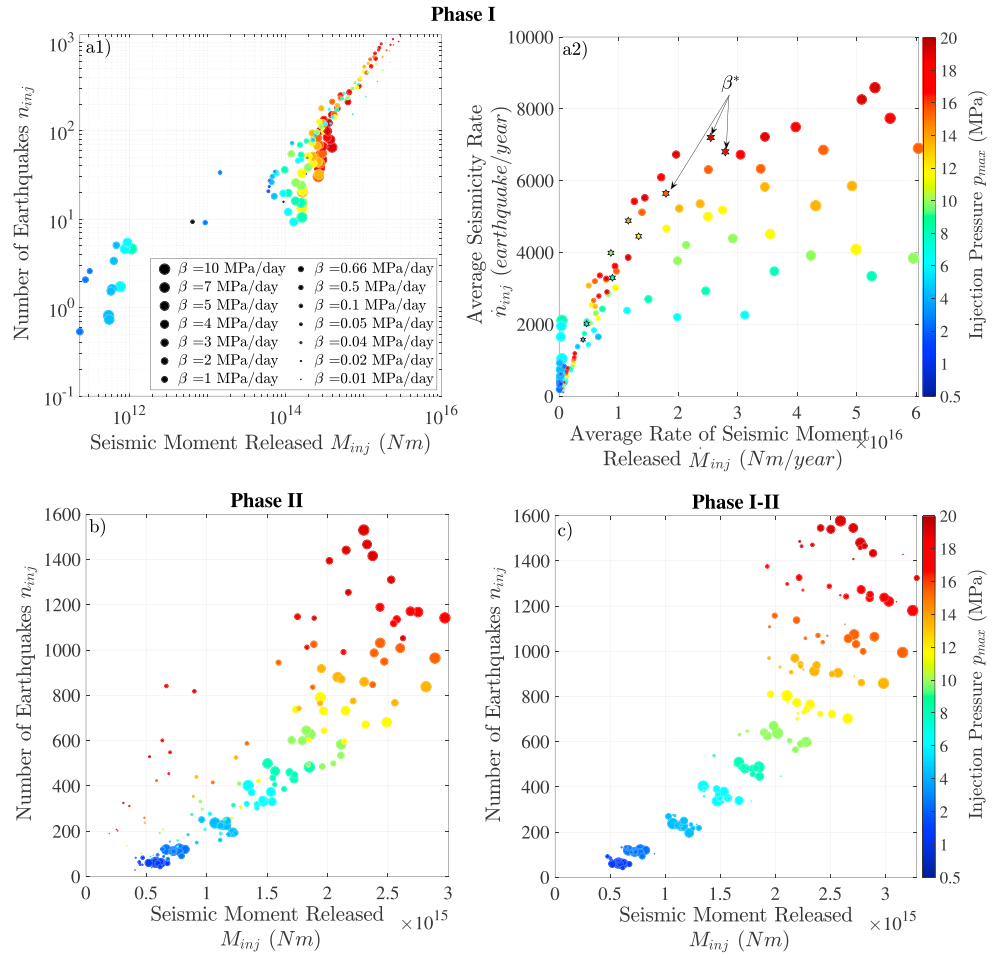 Phase I
a1)
10^3
10^2
10^1
10^0
10^-1
Number of Earthquakes n_inj
β =10 MPa/day
β =7 MPa/day
β =5 MPa/day
β =4 MPa/day
β =3 MPa/day
β =2 MPa/day
β =1 MPa/day
β =0.66 MPa/day
β =0.5 MPa/day
β =0.1 MPa/day
β =0.05 MPa/day
β =0.04 MPa/day
β =0.02 MPa/day
β =0.01 MPa/day
10^12
10^14
10^16
Seismic Moment Released M_inj (Nm)
a2)
β*
10000
8000
6000
4000
2000
0
Average Seismicity Rate
ṅ_inj (earthquake/year)
0
1
2
3
4
5
6
×10^16
Average Rate of Seismic Moment
Released Ṁ_inj (Nm/year)
20
18
16
14
12
10
8
6
4
2
0.5
Injection Pressure p_max (MPa)
Phase II
b)
1600
1400
1200
1000
800
600
400
200
0
Number of Earthquakes n_inj
0
0.5
1
1.5
2
2.5
3
×10^15
Seismic Moment Released
M_inj (Nm)
Phase I-II
c)
1600
1400
1200
1000
800
600
400
200
0
Number of Earthquakes n_inj
0
0.5
1
1.5
2
2.5
3
×10^15
Seismic Moment Released
M_inj (Nm)
20
18
16
14
12
10
8
6
4
2
0.5
Injection Pressure p_max (MPa)